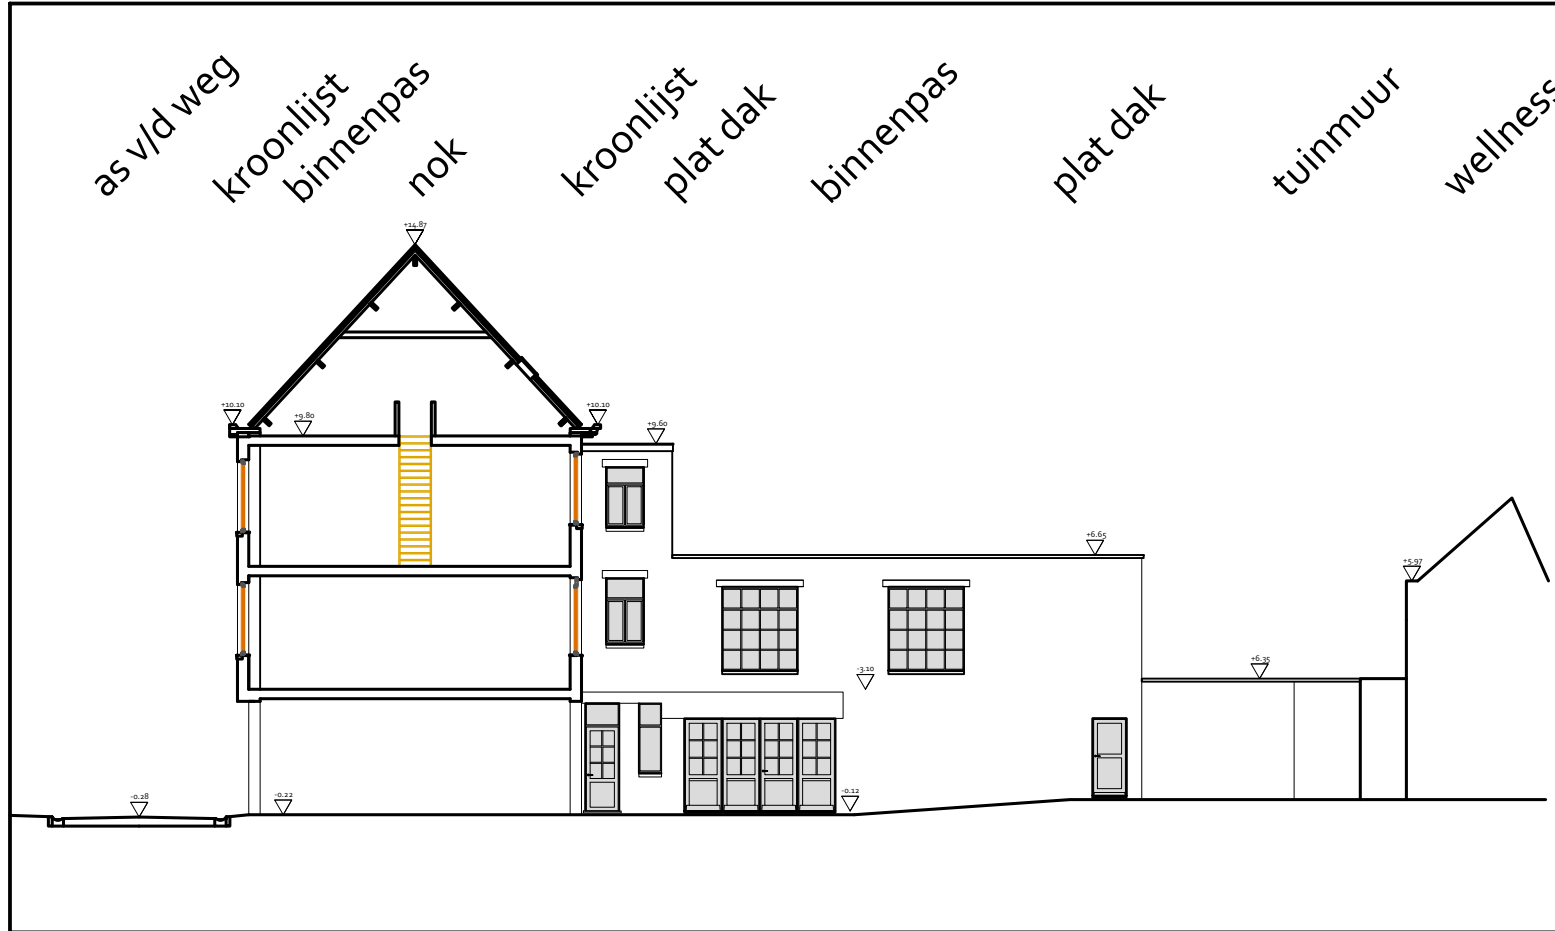 as v/d weg
kroonlijst
binnenpas
nok
kroonlijst
plat dak
binnenpas
plat dak
tuinmuur
wellness
+14.87
+10.10
+9.80
+10.10
+9.60
+6.65
+5.97
-3.10
+6.35
-0.28
-0.22
-0.12